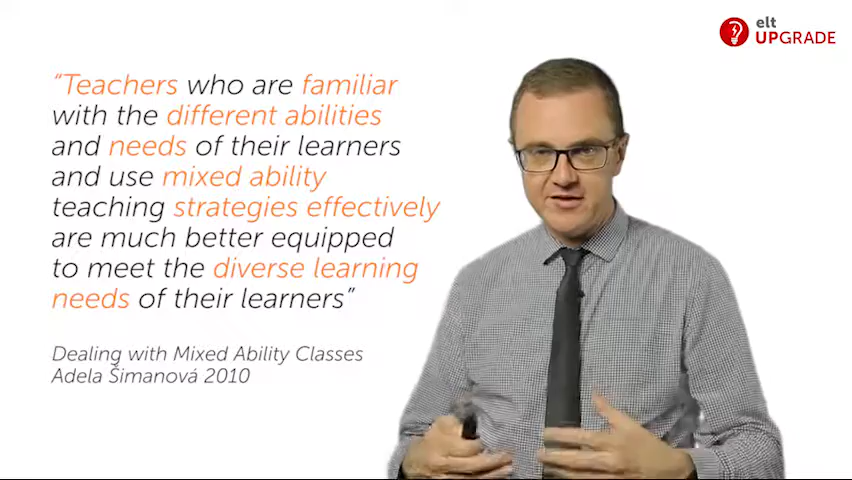 elt
UPGRADE
“Teachers who are familiar
with the different abilities
and needs of their learners
and use mixed ability
teaching strategies effectively
are much better equipped
to meet the diverse learning
needs of their learners”
Dealing with Mixed Ability Classes
Adela Šimanová 2010